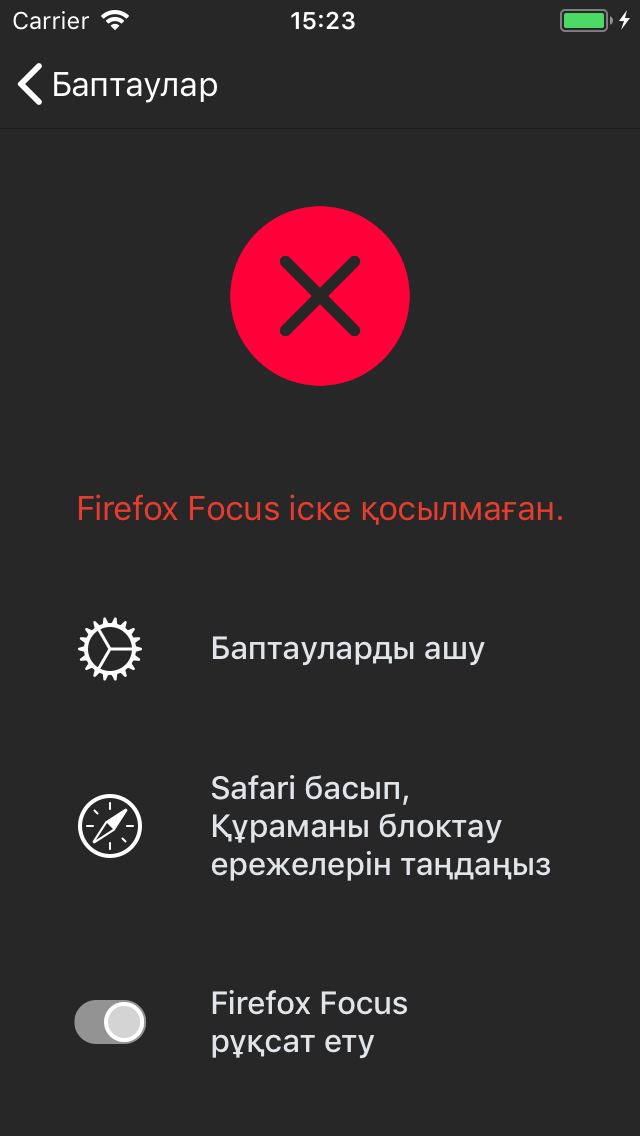 Carrier 15:23
Баптаулар
Firefox Focus іске қосылмаған.
Баптауларды ашу
Safari басып,
Құраманы блоктау
ережелерін таңдаңыз
Firefox Focus
рұқсат ету